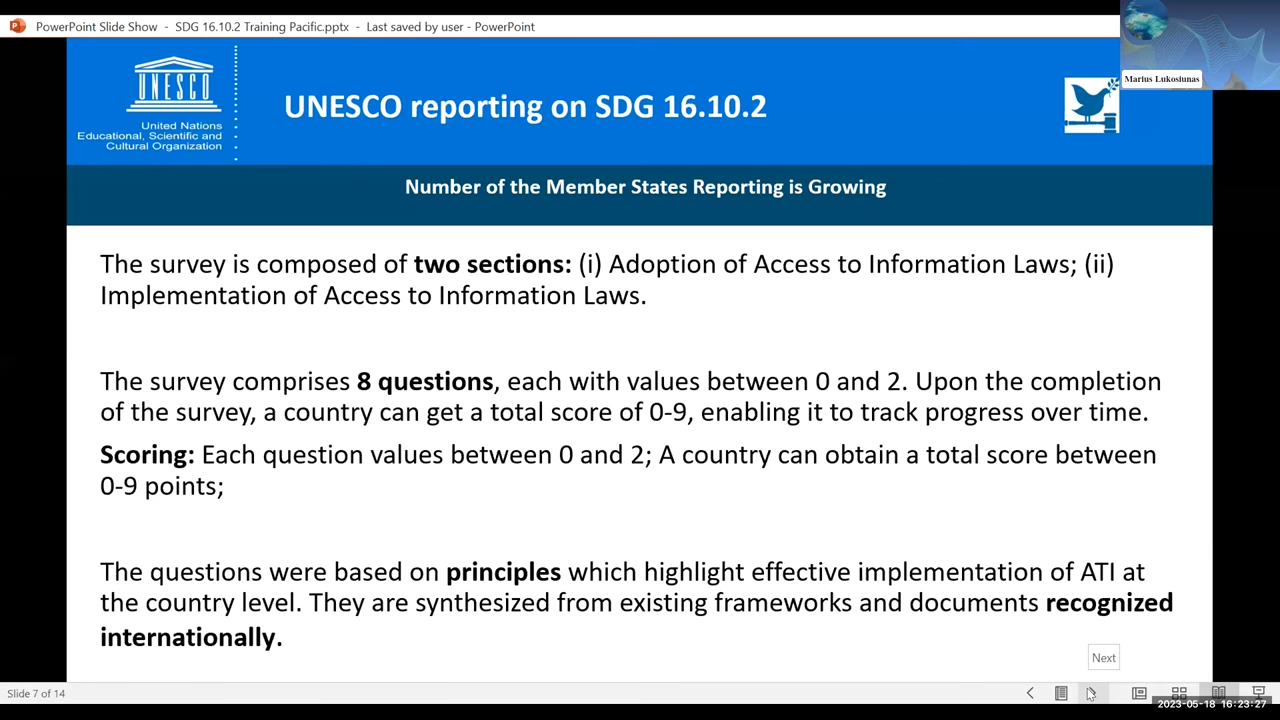 PowerPoint Slide Show - SDG 16.10.2 Training Pacific.pptx - Last saved by user - PowerPoint
Marius Lukosiunas
UNESCO
United Nations
Educational, Scientific and
Cultural Organization
UNESCO reporting on SDG 16.10.2
Number of the Member States Reporting is Growing
The survey is composed of two sections: (i) Adoption of Access to Information Laws; (ii)
Implementation of Access to Information Laws.
The survey comprises 8 questions, each with values between 0 and 2. Upon the completion
of the survey, a country can get a total score of 0-9, enabling it to track progress over time.
Scoring: Each question values between 0 and 2; A country can obtain a total score between
0-9 points;
The questions were based on principles which highlight effective implementation of ATI at
the country level. They are synthesized from existing frameworks and documents recognized
internationally.
Next
Slide 7 of 14
2023-05-18 16:23:27